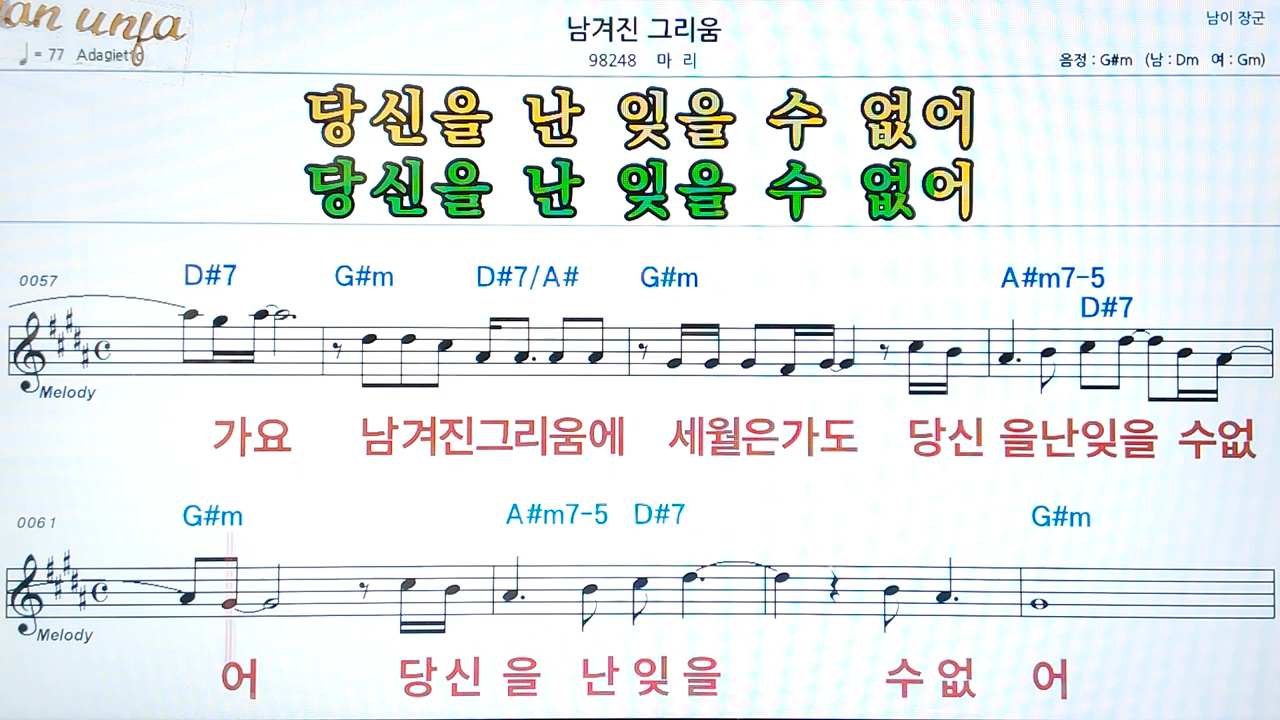 남겨진 그리움
남이 장군
♩= 77 Adagietto
98248 마 리
음정 : G#m (남 : Dm 여 : Gm)
당신을 난 잊을 수 없어
당신을 난 잊을 수 없어
0057 D#7 G#m D#7/A# G#m A#m7-5 D#7
Melody
가요 남겨진그리움에 세월은가도 당신 을난잊을 수없
0061 G#m A#m7-5 D#7 G#m
Melody
어 당신 을 난 잊 을 수 없 어